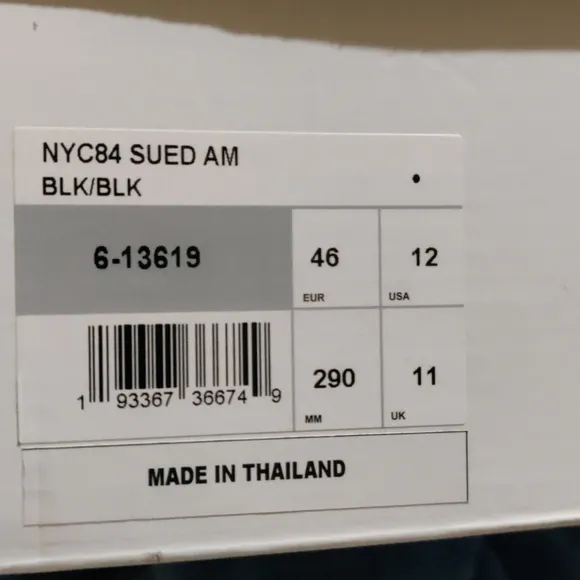 NYC84 SUED AM
BLK/BLK
6-13619
46
EUR
12
USA
1 93367 36674 9
290
MM
11
UK
MADE IN THAILAND